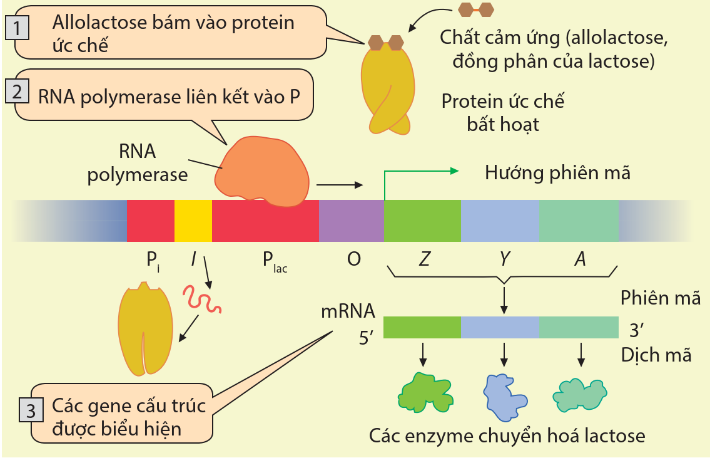 1
Allolactose bám vào protein
ức chế
Chất cảm ứng (allolactose,
đồng phân của lactose)
2
RNA polymerase liên kết vào P
Protein ức chế
bất hoạt
RNA
polymerase
Hướng phiên mã
P_I I P_lac O Z Y A
mRNA
Phiên mã
5' 3'
Dịch mã
3
Các gene cấu trúc
được biểu hiện
Các enzyme chuyển hoá lactose